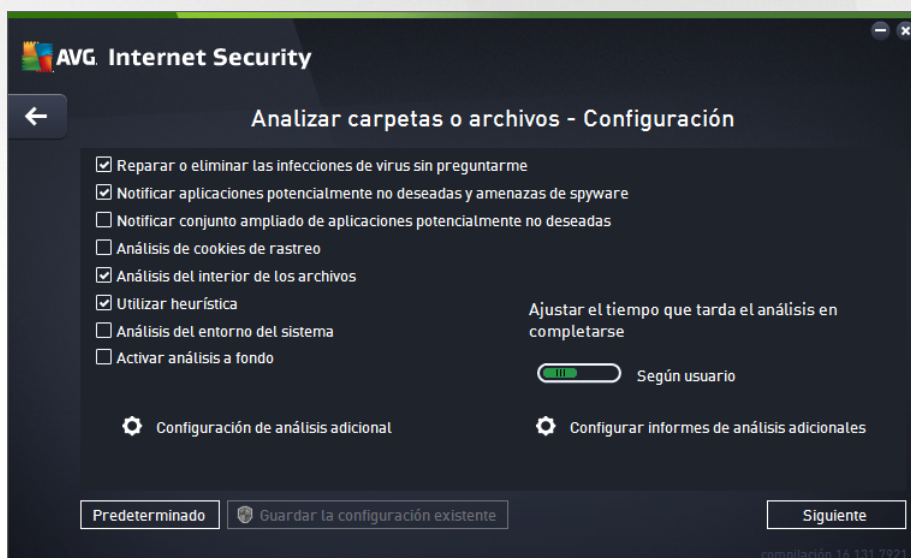 AVG. Internet Security
Analizar carpetas o archivos - Configuración
Reparar o eliminar las infecciones de virus sin preguntarme
Notificar aplicaciones potencialmente no deseadas y amenazas de spyware
Notificar conjunto ampliado de aplicaciones potencialmente no deseadas
Análisis de cookies de rastreo
Análisis del interior de los archivos
Utilizar heurística
Análisis del entorno del sistema
Activar análisis a fondo
Ajustar el tiempo que tarda el análisis en
completarse
Según usuario
Configuración de análisis adicional
Configurar informes de análisis adicionales
Predeterminado
Guardar la configuración existente
Siguiente
compilación 16.131.7921